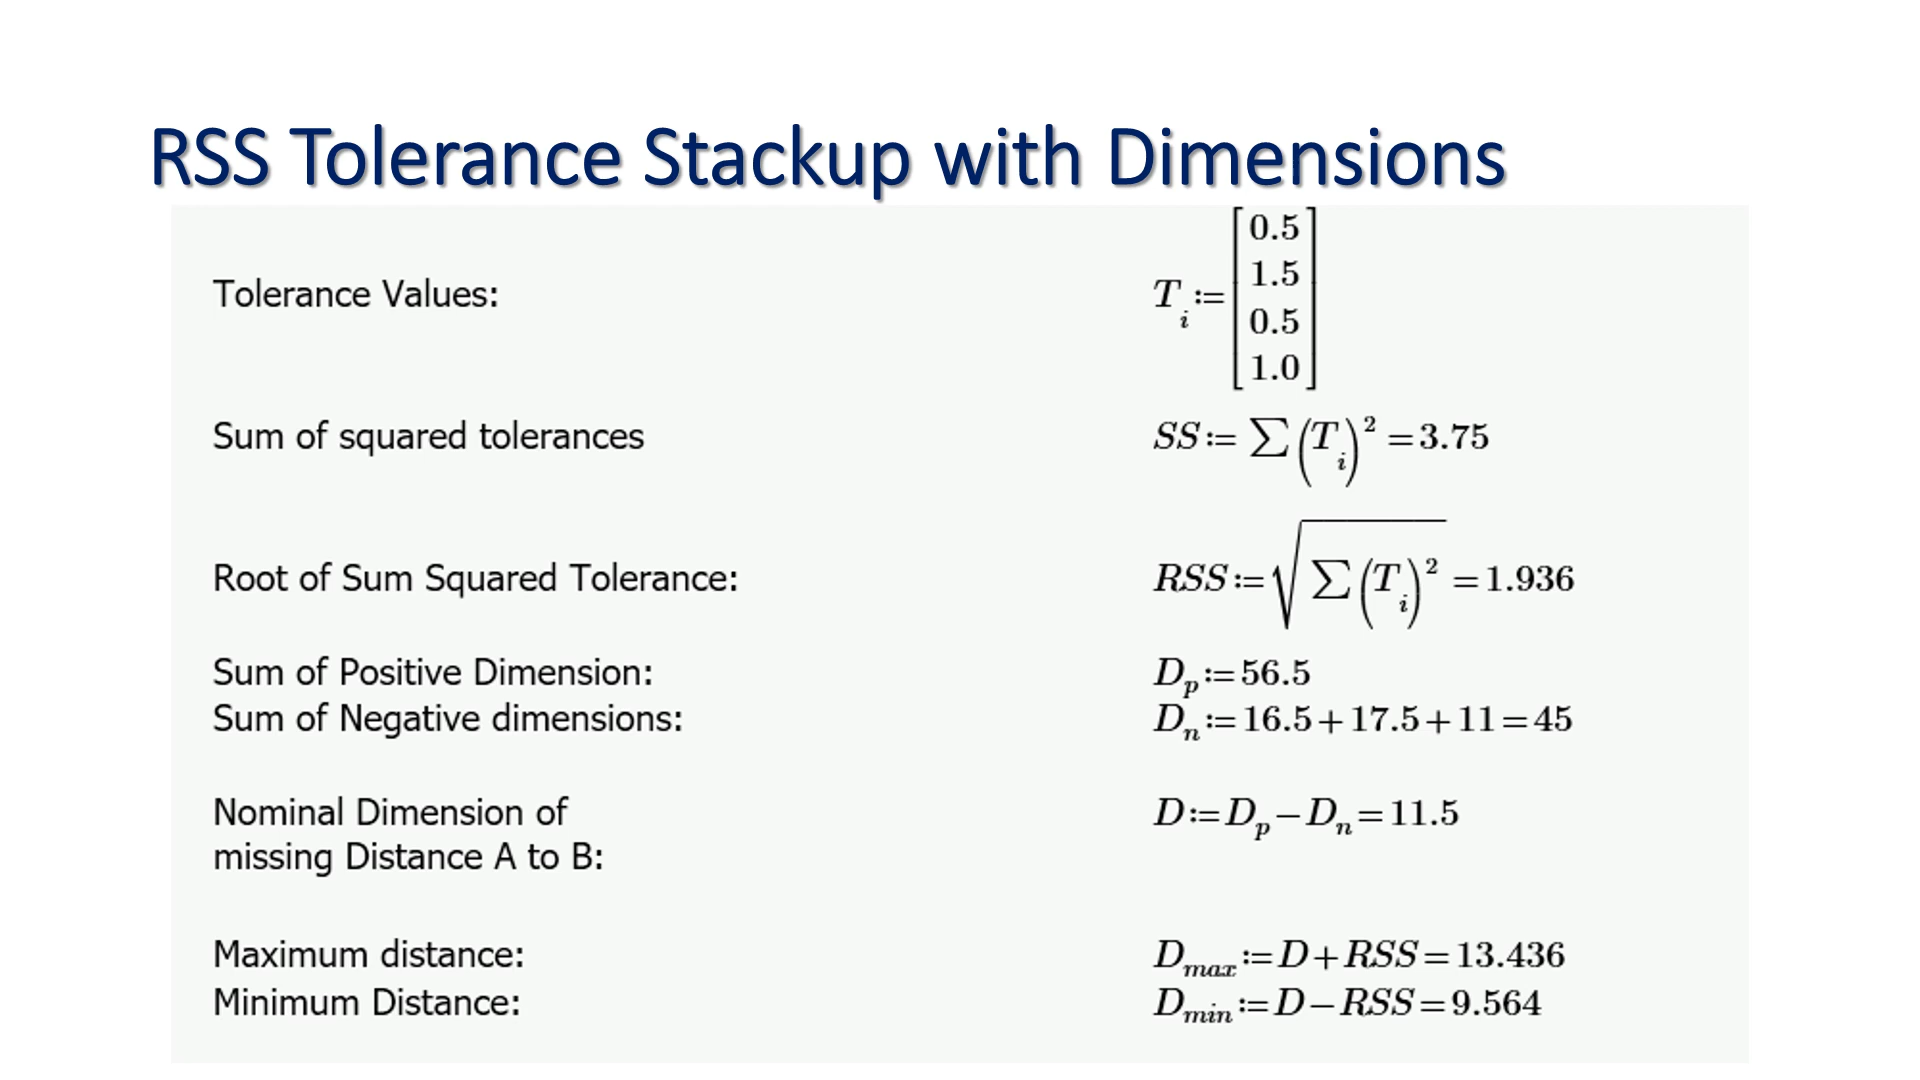 RSS Tolerance Stackup with Dimensions
Tolerance Values: T_i := [0.5 1.5 0.5 1.0]
Sum of squared tolerances SS := ∑(T_i)² = 3.75
Root of Sum Squared Tolerance: RSS := √∑(T_i)² = 1.936
Sum of Positive Dimension: D_p := 56.5
Sum of Negative dimensions: D_n := 16.5 + 17.5 + 11 = 45
Nominal Dimension of D := D_p − D_n = 11.5
missing Distance A to B:
Maximum distance: D_max := D + RSS = 13.436
Minimum Distance: D_min := D − RSS = 9.564